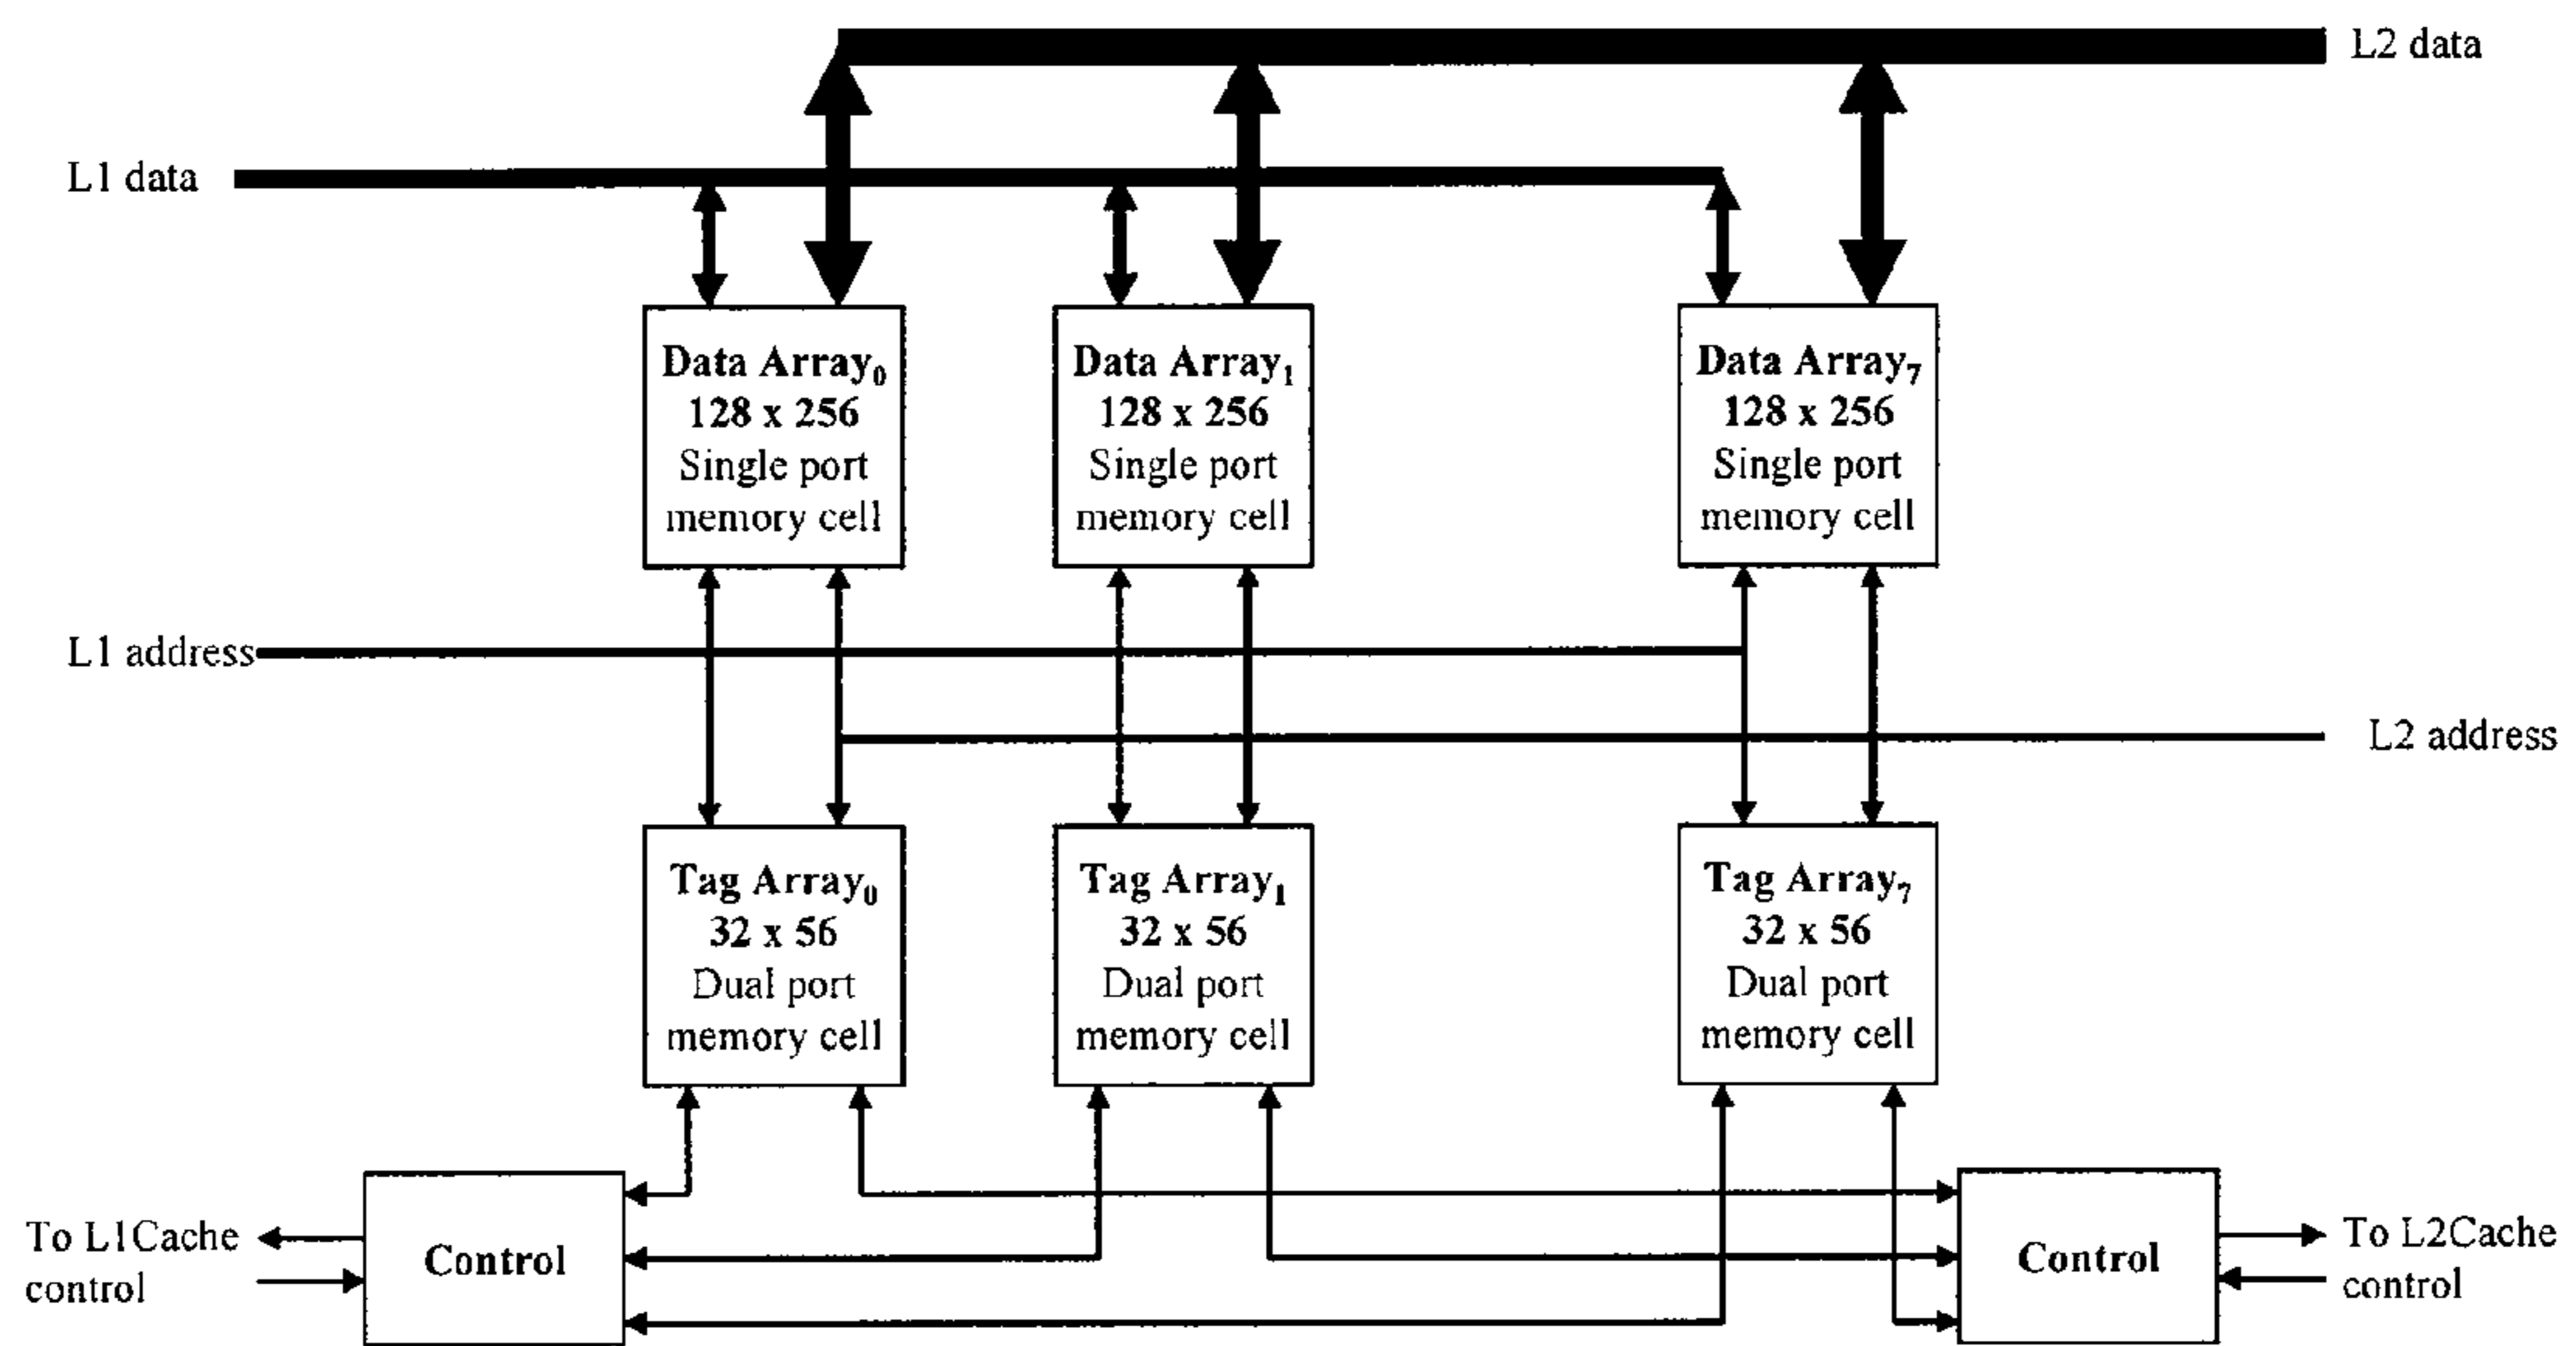 L2 data
L1 data
Data Array₀
128 x 256
Single port
memory cell
Data Array₁
128 x 256
Single port
memory cell
Data Array₇
128 x 256
Single port
memory cell
L1 address
L2 address
Tag Array₀
32 x 56
Dual port
memory cell
Tag Array₁
32 x 56
Dual port
memory cell
Tag Array₇
32 x 56
Dual port
memory cell
To L1Cache
control
Control
Control
To L2Cache
control